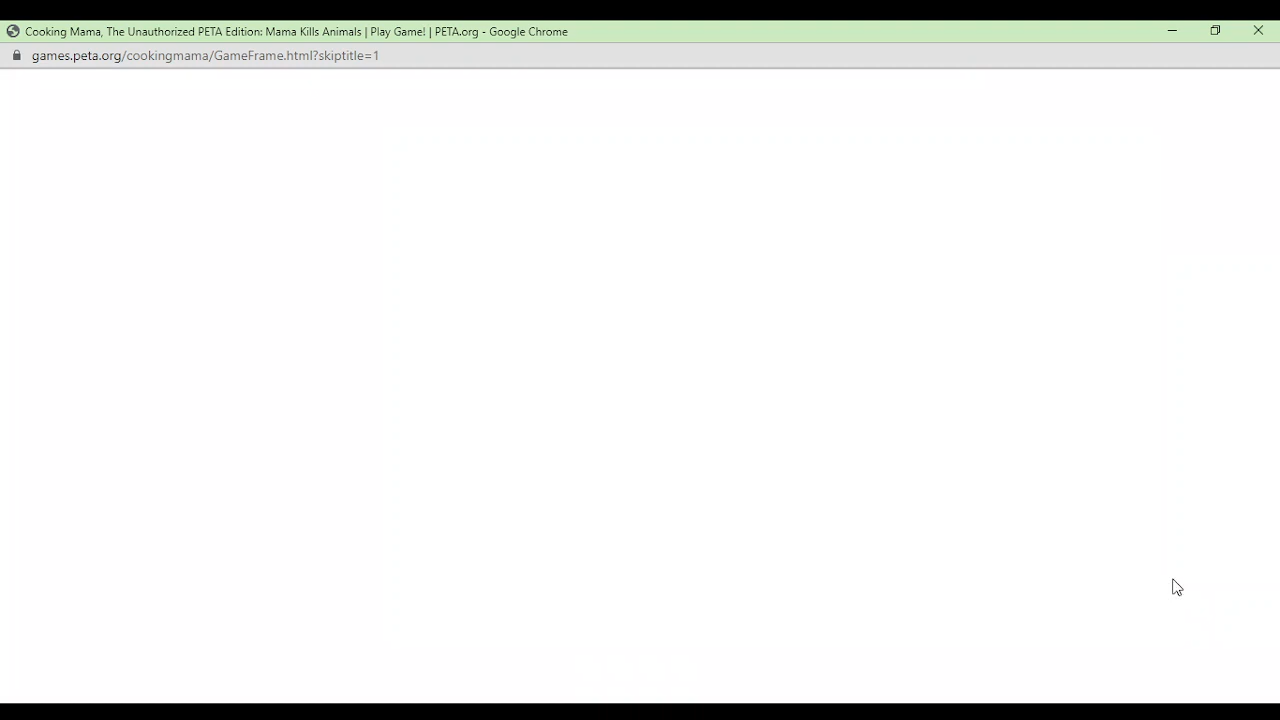 Cooking Mama, The Unauthorized PETA Edition: Mama Kills Animals | Play Game! | PETA.org - Google Chrome
games.peta.org/cookingmama/GameFrame.html?skiptitle=1